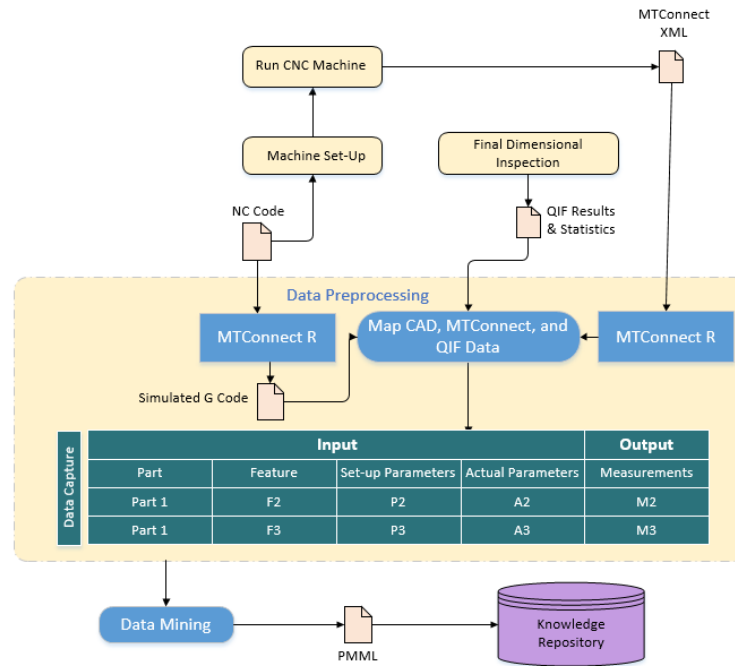 MTConnect
XML
Run CNC Machine
Machine Set-Up
Final Dimensional
Inspection
NC Code
QIF Results
& Statistics
Data Preprocessing
MTConnect R
Map CAD, MTConnect, and
QIF Data
MTConnect R
Simulated G Code
Data Capture
Input
Output
Part
Feature
Set-up Parameters
Actual Parameters
Measurements
Part 1
F2
P2
A2
M2
Part 1
F3
P3
A3
M3
Data Mining
PMML
Knowledge
Repository